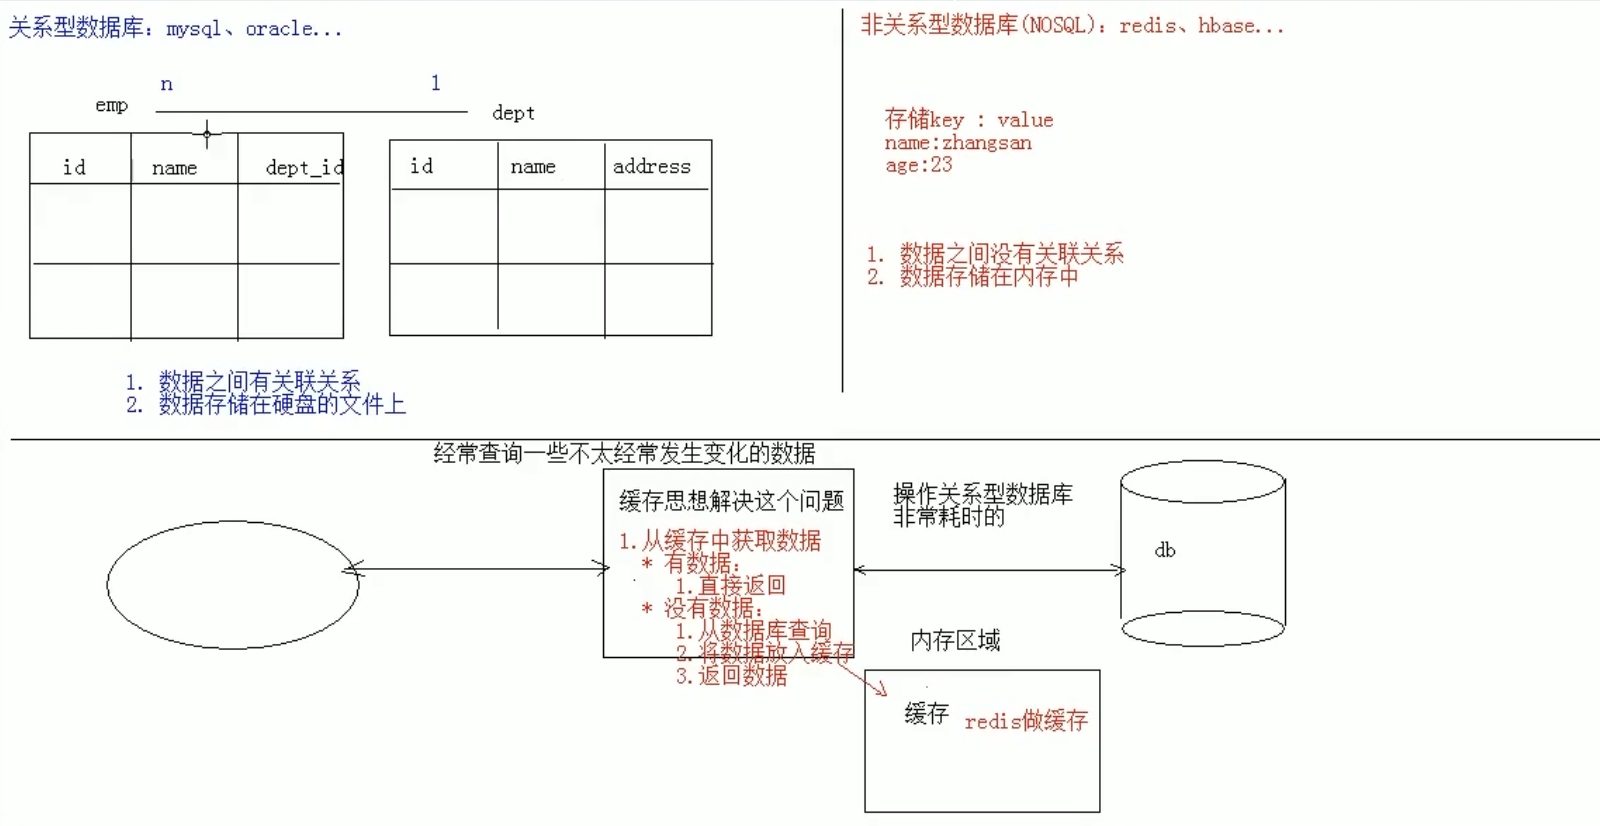 关系型数据库：mysql、oracle...
n
1
emp
dept
id
name
dept_id
id
name
address
1. 数据之间有关联关系
2. 数据存储在硬盘的文件上
非关系型数据库(NOSQL)：redis、hbase...
存储key : value
name:zhangsan
age:23
1. 数据之间没有关联关系
2. 数据存储在内存中
经常查询一些不太经常发生变化的数据
缓存思想解决这个问题
1.从缓存中获取数据
* 有数据：
1.直接返回
* 没有数据：
1.从数据库查询
2.将数据放入缓存
3.返回数据
操作关系型数据库
非常耗时的
db
内存区域
缓存
redis做缓存